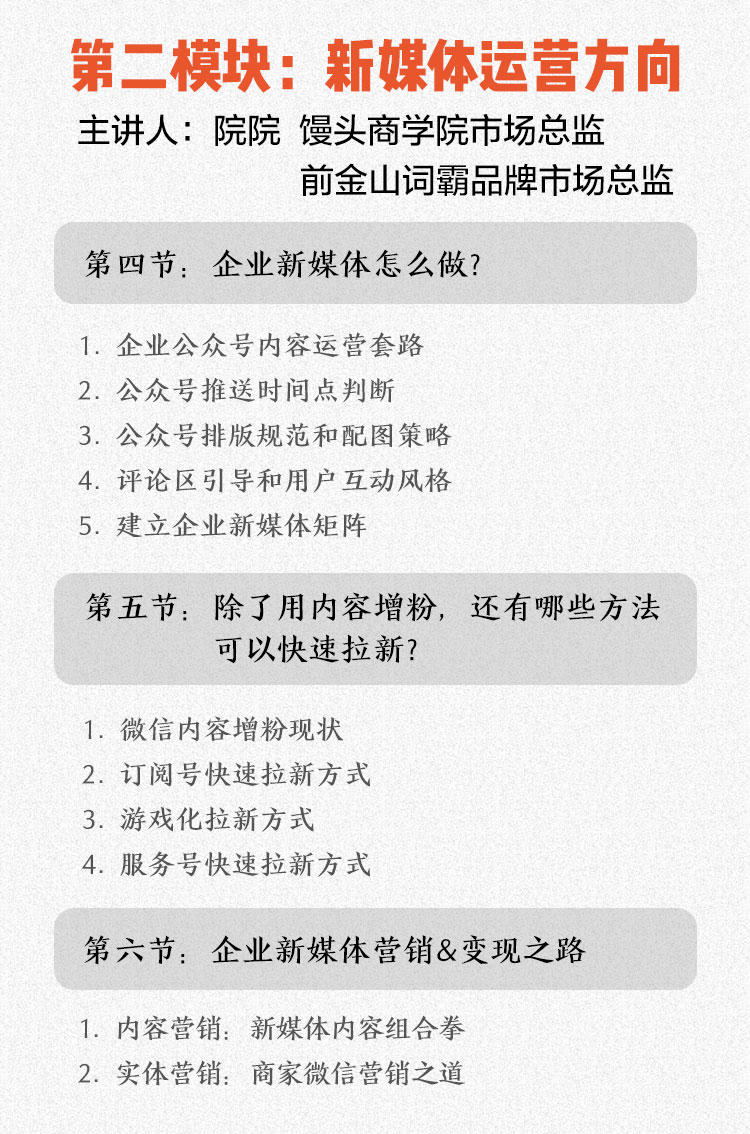 第二模块：新媒体运营方向
主讲人：院院 馒头商学院市场总监
前金山词霸品牌市场总监
第四节：企业新媒体怎么做？
1. 企业公众号内容运营套路
2. 公众号推送时间点判断
3. 公众号排版规范和配图策略
4. 评论区引导和用户互动风格
5. 建立企业新媒体矩阵
第五节：除了用内容增粉，还有哪些方法
可以快速拉新？
1. 微信内容增粉现状
2. 订阅号快速拉新方式
3. 游戏化拉新方式
4. 服务号快速拉新方式
第六节：企业新媒体营销&变现之路
1. 内容营销：新媒体内容组合拳
2. 实体营销：商家微信营销之道